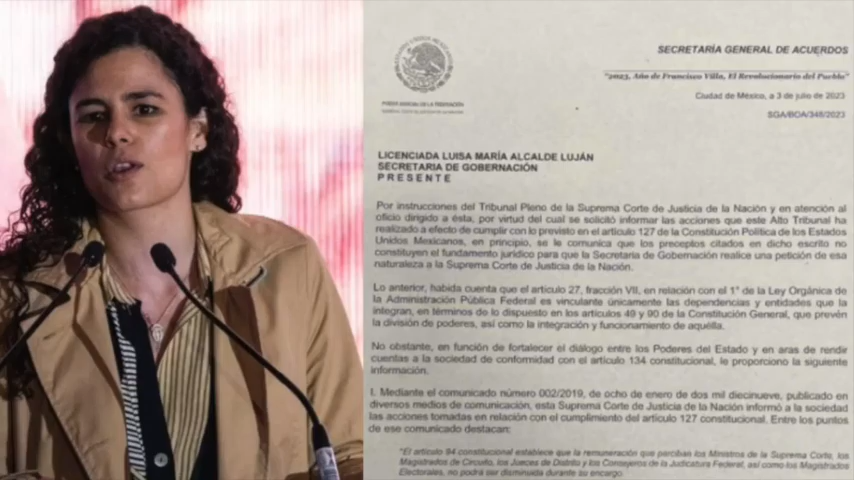 SECRETARÍA GENERAL DE ACUERDOS
"2023, Año de Francisco Villa, El Revolucionario del Pueblo"
Ciudad de México, a 3 de julio de 2023
SGA/BOA/348/2023
PODER JUDICIAL DE LA FEDERACIÓN
LICENCIADA LUISA MARÍA ALCALDE LUJÁN
SECRETARIA DE GOBERNACIÓN
P R E S E N T E
Por instrucciones del Tribunal Pleno de la Suprema Corte de Justicia de la Nación y en atención al
oficio dirigido a ésta, por virtud del cual se solicitó informar las acciones que este Alto Tribunal ha
realizado a efecto de cumplir con lo previsto en el artículo 127 de la Constitución Política de los Estados
Unidos Mexicanos, en principio, se le comunica que los preceptos citados en dicho escrito no
constituyen el fundamento jurídico para que la Secretaría de Gobernación realice una petición de esa
naturaleza a la Suprema Corte de Justicia de la Nación.
Lo anterior, habida cuenta que el artículo 27, fracción VII, en relación con el 1° de la Ley Orgánica de
la Administración Pública Federal es vinculante únicamente las dependencias y entidades que la
integran, en términos de lo dispuesto en los artículos 49 y 90 de la Constitución General, que prevén
la división de poderes, así como la integración y funcionamiento de aquélla.
No obstante, en función de fortalecer el diálogo entre los Poderes del Estado y en aras de rendir
cuentas a la sociedad de conformidad con el artículo 134 constitucional, le proporciono la siguiente
información.
I. Mediante el comunicado número 002/2019, de ocho de enero de dos mil diecinueve, publicado en
diversos medios de comunicación, esta Suprema Corte de Justicia de la Nación informó a la sociedad
las acciones tomadas en relación con el cumplimiento del artículo 127 constitucional. Entre los puntos
de ese comunicado destacan:
"El artículo 94 constitucional establece que la remuneración que perciban los Ministros de la Suprema Corte, los
Magistrados de Circuito, los Jueces de Distrito y los Consejeros de la Judicatura Federal, así como los Magistrados
Electorales, no podrá ser disminuida durante su encargo.